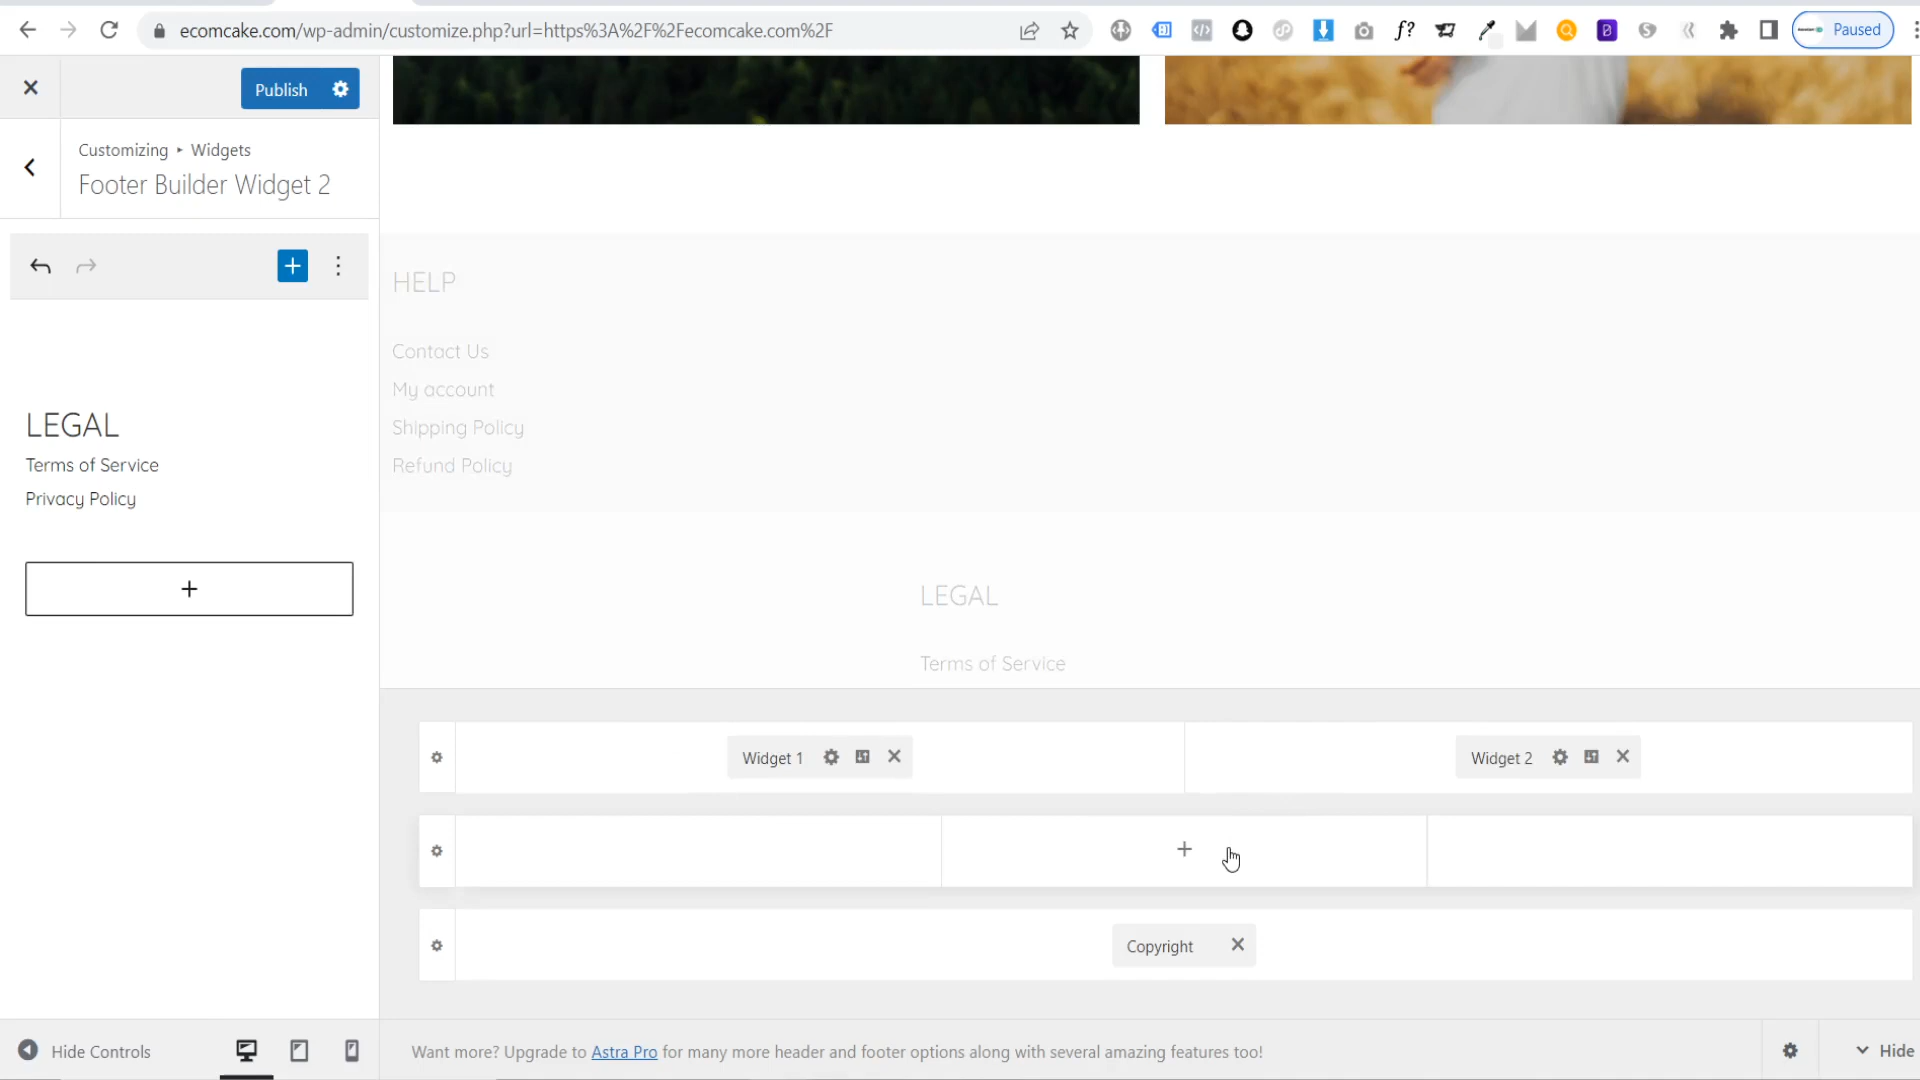 ecomcake.com/wp-admin/customize.php?url=https%3A%2F%2Fecomcake.com%2F
Paused
Publish
Customizing ▸ Widgets
Footer Builder Widget 2
LEGAL
Terms of Service
Privacy Policy
HELP
Contact Us
My account
Shipping Policy
Refund Policy
LEGAL
Terms of Service
Widget 1
Widget 2
Copyright
Hide Controls
Want more? Upgrade to Astra Pro for many more header and footer options along with several amazing features too!
Hide